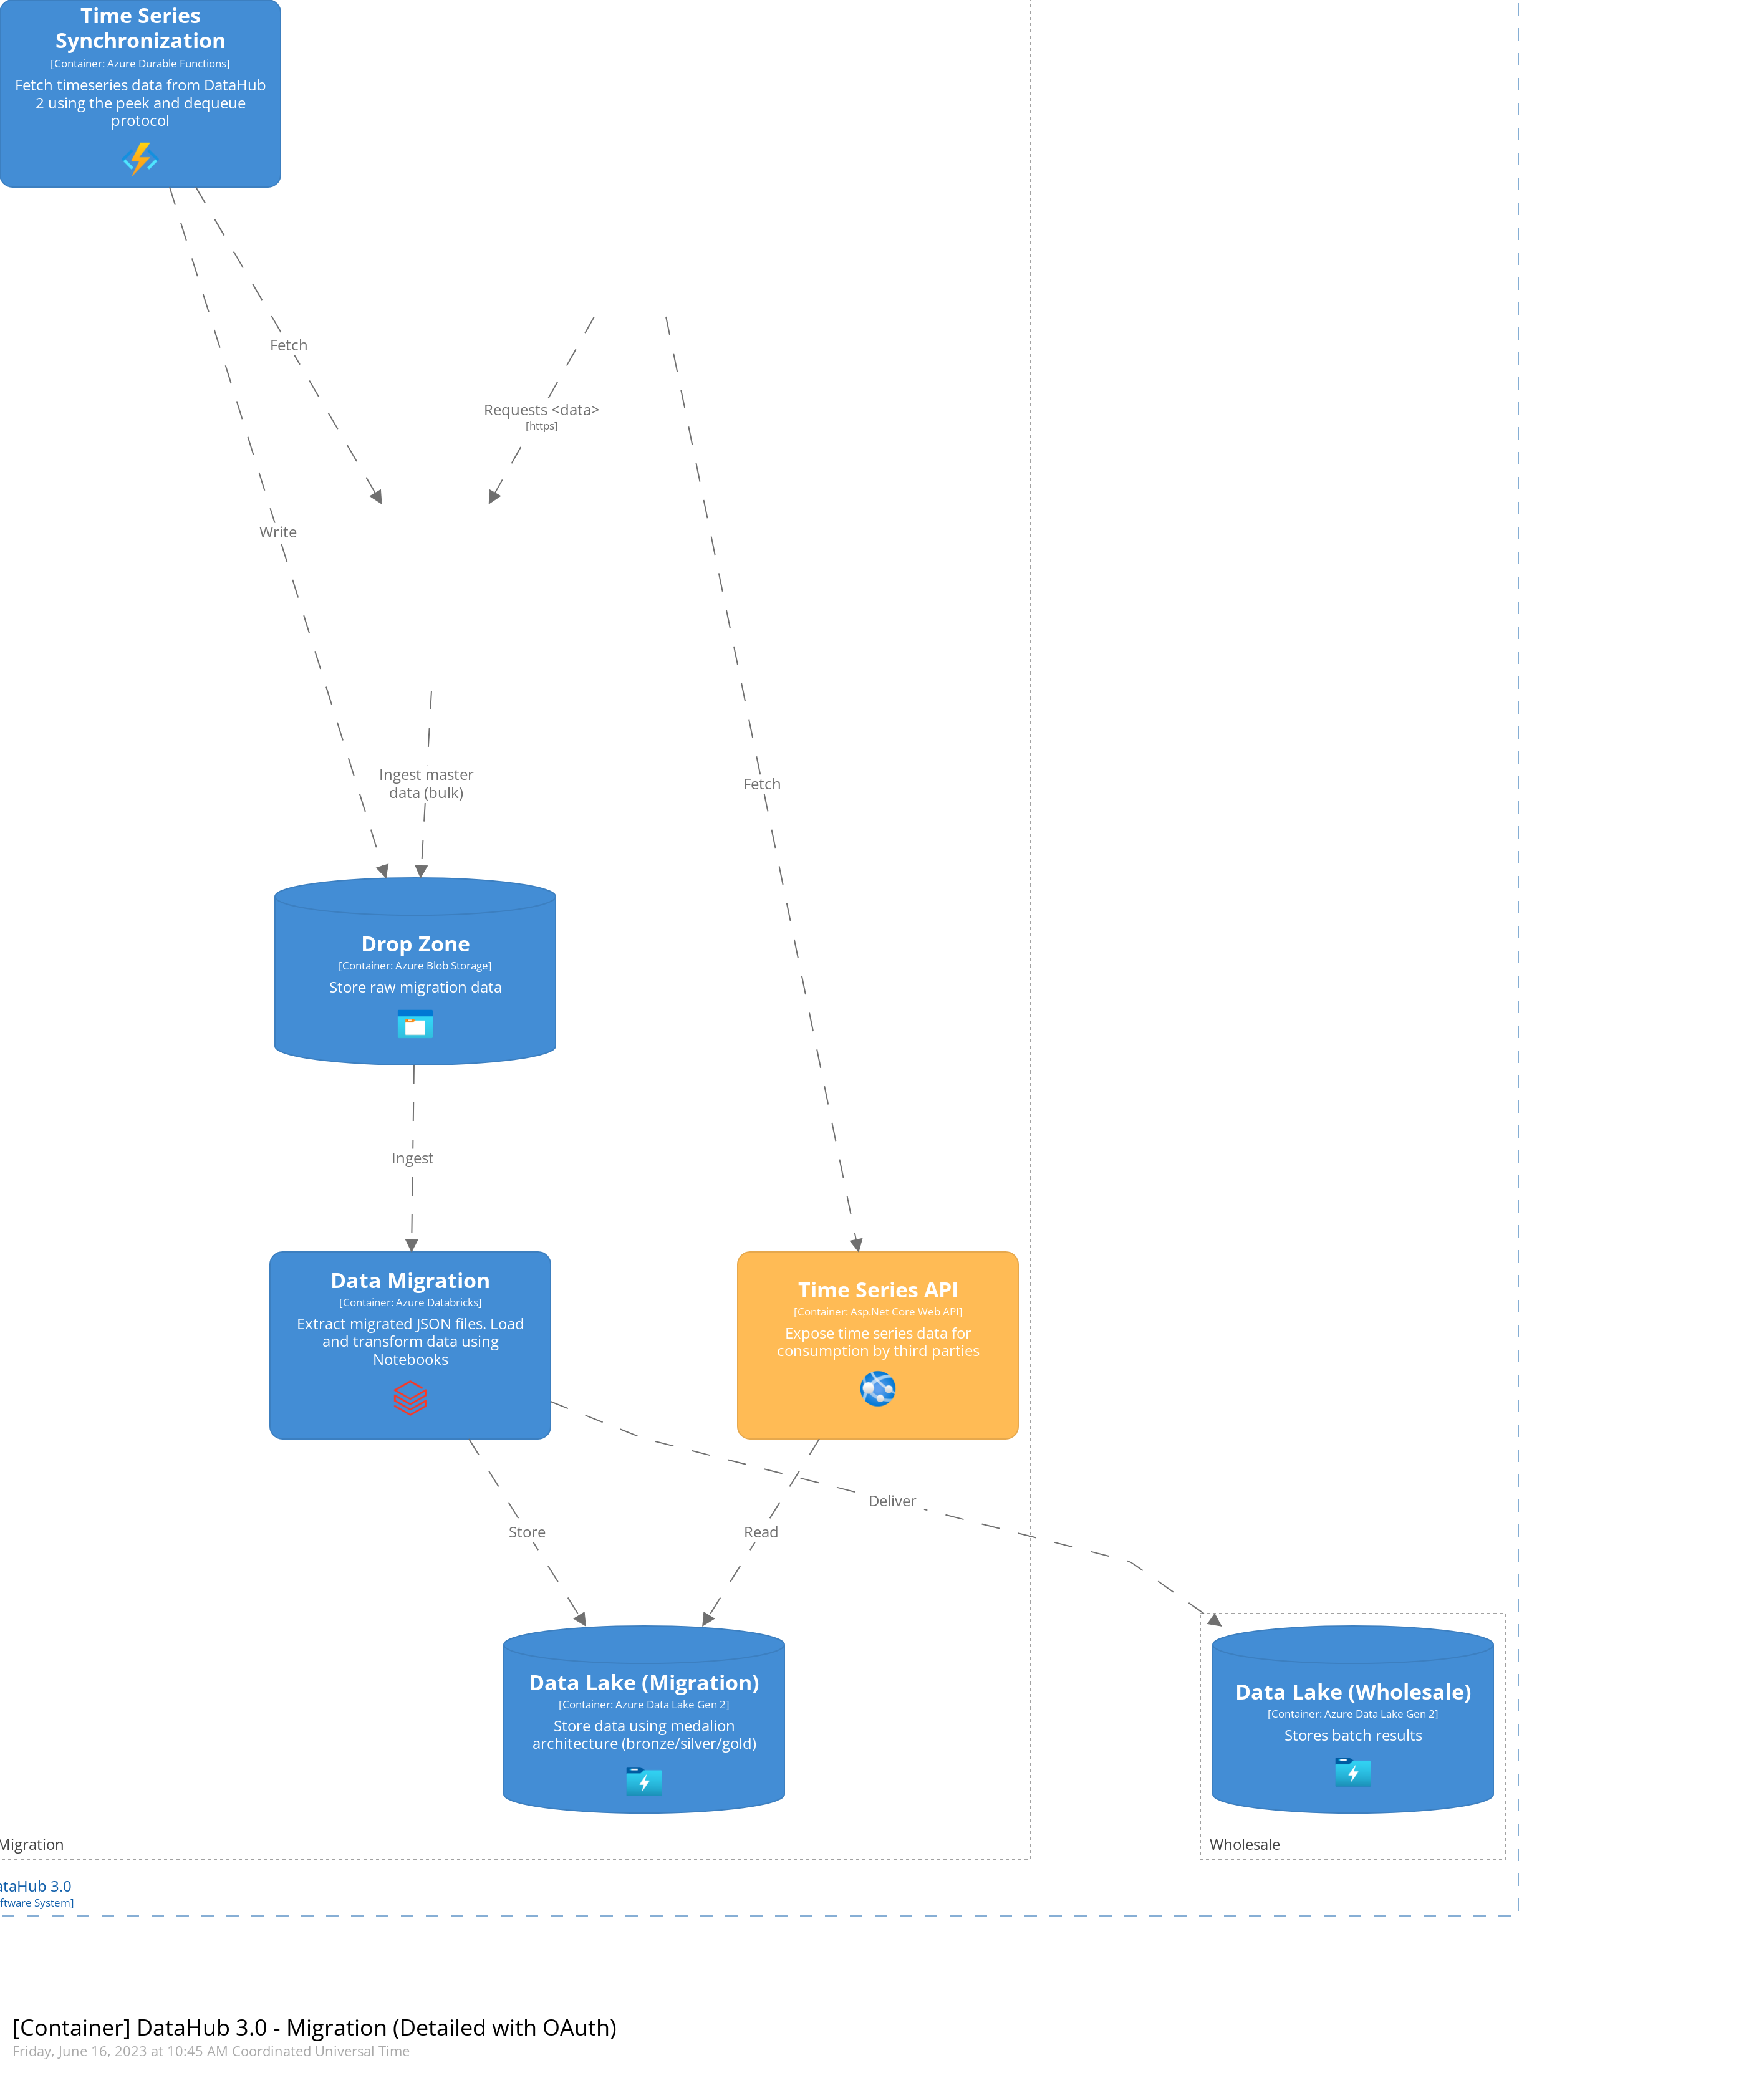 Time Series
Synchronization
[Container: Azure Durable Functions]
Fetch timeseries data from DataHub
2 using the peek and dequeue
protocol
Fetch
Requests <data>
[https]
Write
Ingest master
data (bulk)
Fetch
Drop Zone
[Container: Azure Blob Storage]
Store raw migration data
Ingest
Data Migration
[Container: Azure Databricks]
Extract migrated JSON files. Load
and transform data using
Notebooks
Time Series API
[Container: Asp.Net Core Web API]
Expose time series data for
consumption by third parties
Deliver
Store
Read
Data Lake (Migration)
[Container: Azure Data Lake Gen 2]
Store data using medalion
architecture (bronze/silver/gold)
Data Lake (Wholesale)
[Container: Azure Data Lake Gen 2]
Stores batch results
Migration
Wholesale
ataHub 3.0
ftware System]
[Container] DataHub 3.0 - Migration (Detailed with OAuth)
Friday, June 16, 2023 at 10:45 AM Coordinated Universal Time